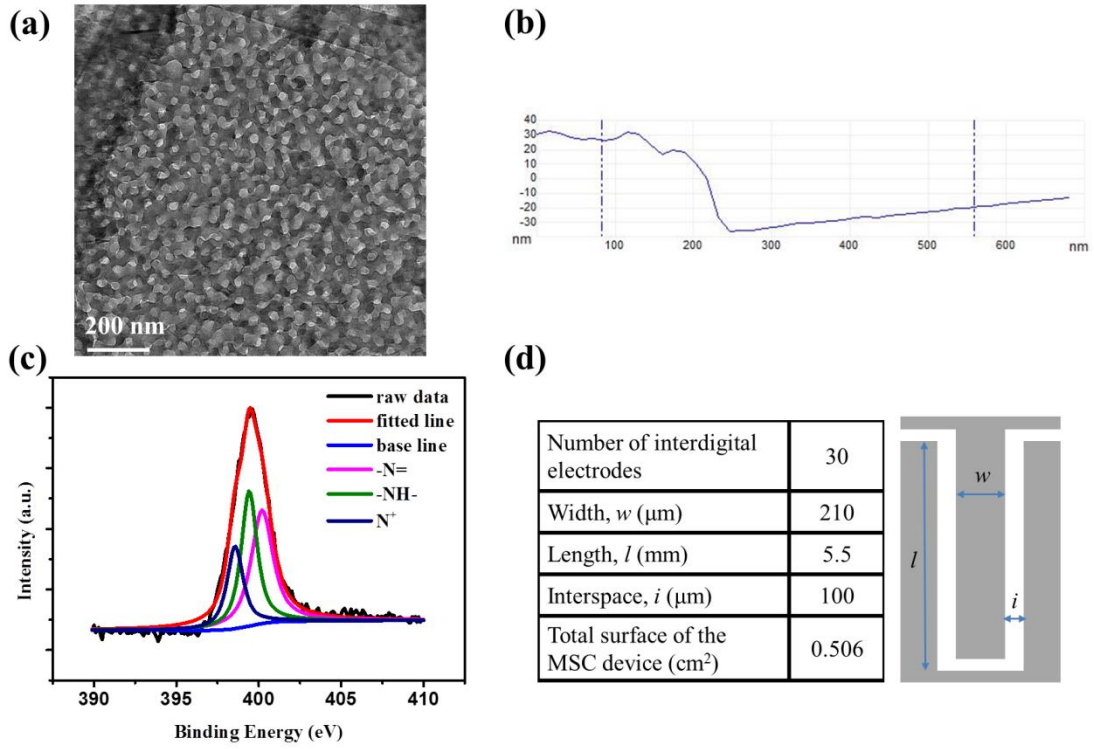 (a)
200 nm
(b)
40
30
20
10
0
-10
-20
-30
nm
100
200
300
400
500
600
nm
(c)
Intensity (a.u.)
raw data
fitted line
base line
-N=
-NH-
N⁺
390
395
400
405
410
Binding Energy (eV)
(d)
Number of interdigital
electrodes
30
Width, w (μm)
210
Length, l (mm)
5.5
Interspace, i (μm)
100
Total surface of the
MSC device (cm²)
0.506
w
l
i